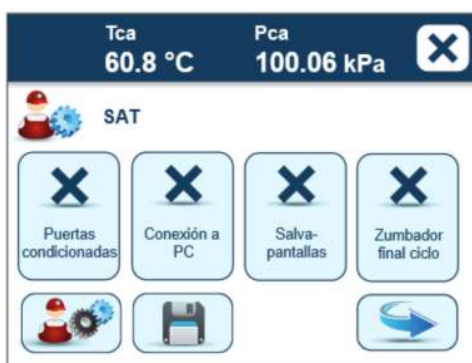 Tca Pca
60.8 °C 100.06 kPa
SAT
Puertas
condicionadas
Conexión a
PC
Salva-
pantallas
Zumbador
final ciclo